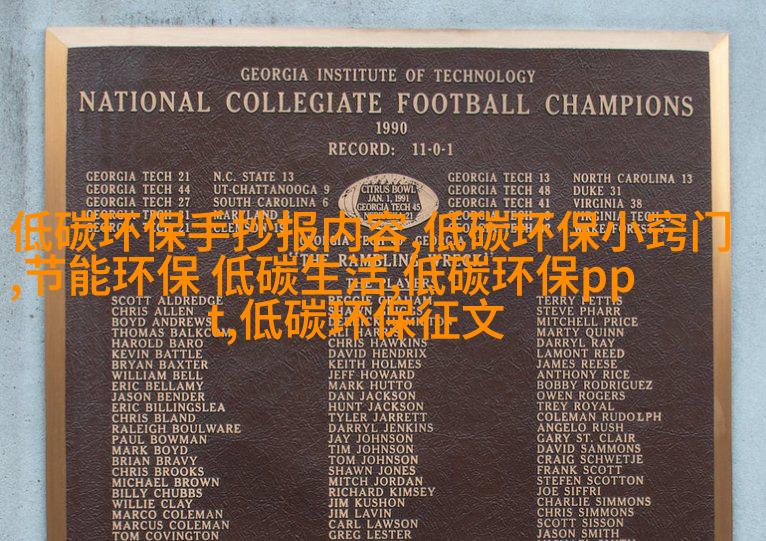 GEORGIA INSTITUTE OF TECHNOLOGY
NATIONAL COLLEGIATE FOOTBALL CHAMPIONS
1990
RECORD: 11-0-1
GEORGIA TECH 21 N.C. STATE 13
GEORGIA TECH 44 UT-CHATTANOOGA 9
GEORGIA TECH 27 SOUTH CAROLINA 6
CITRUS BOWL
JAN. 1, 1991
GEORGIA TECH 45
GEORGIA TECH 13 NORTH CAROLINA 13
GEORGIA TECH 48 DUKE 31
GEORGIA TECH 41 VIRGINIA 38
低碳环保手抄报内容,低碳环保小窍门
,节能环保 低碳生活,低碳环保pp
t,低碳环保征文
"THE RAMBLING WRECK"
SCOTT ALDREDGE
CHRIS ALLEN
BOYD ANDREWS
THOMAS BALKCOM
HAROLD BARO
KEVIN BATTLE
BRYAN BAXTER
WILLIAM BELL
ERIC BELLAMY
JASON BENDER
ERIC BILLINGSLEA
CHRIS BLAND
RALEIGH BOULWARE
PAUL BOWMAN
MARK BOYD
BRIAN BRAVY
CHRIS BROOKS
MICHAEL BROWN
BILLY CHUBBS
WILLIE CLAY
MARCO COLEMAN
MARCUS COLEMAN
TOM COVINGTON
REGGIE GRAHAM
CHRIS HAWKINS
DAVID HENDRIX
KEITH HOLMES
JEFF HOWARD
MARK HUTTO
DAN JACKSON
HUNT JACKSON
TYLER JARRETT
DARRYL JENKINS
JAY JOHNSON
TIM JOHNSON
TOM JOHNSON
SHAWN JONES
MITCH JORDAN
RICHARD KIMSEY
JIM KUSHON
JIM LAVIN
CARL LAWSON
GREG LESTER
TERRY PETTIS
STEVE PHARR
MITCHELL PRICE
MARTY QUINN
DARRYL RAY
LAMONT REED
JAMES REESE
ANTHONY RICE
BOBBY RODRIGUEZ
OWEN ROGERS
TREY ROYAL
COLEMAN RUDOLPH
ANGELO RUSH
GARY ST. CLAIR
DAVID SAMMONS
CRAIG SCHWETJE
FRANK SCOTT
STEFEN SCOTTON
JOE SIFFRI
CHARLIE SIMMONS
CHRIS SIMMONS
SCOTT SISSON
JASON SMITH